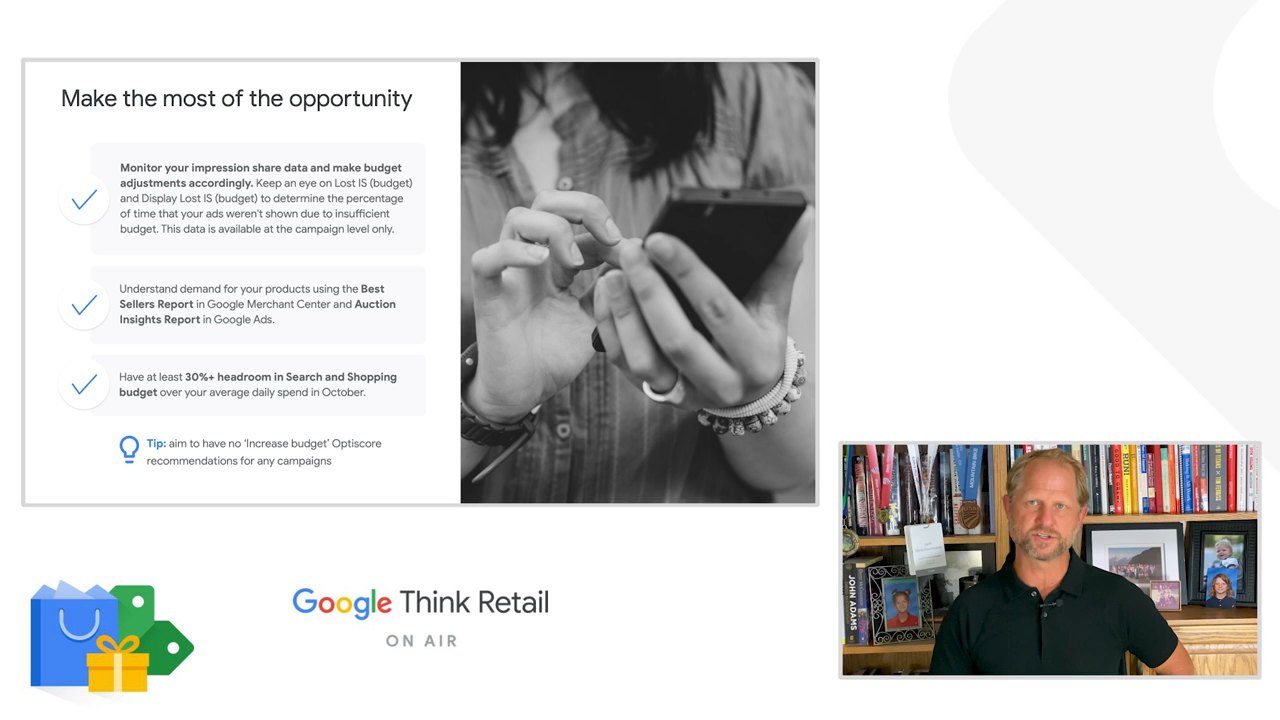 Make the most of the opportunity
Monitor your impression share data and make budget
adjustments accordingly. Keep an eye on Lost IS (budget)
and Display Lost IS (budget) to determine the percentage
of time that your ads weren't shown due to insufficient
budget. This data is available at the campaign level only.
Understand demand for your products using the Best
Sellers Report in Google Merchant Center and Auction
Insights Report in Google Ads.
Have at least 30%+ headroom in Search and Shopping
budget over your average daily spend in October.
Tip: aim to have no 'Increase budget' Optiscore
recommendations for any campaigns
Google Think Retail
ON AIR
JOHN ADAMS
RUN!